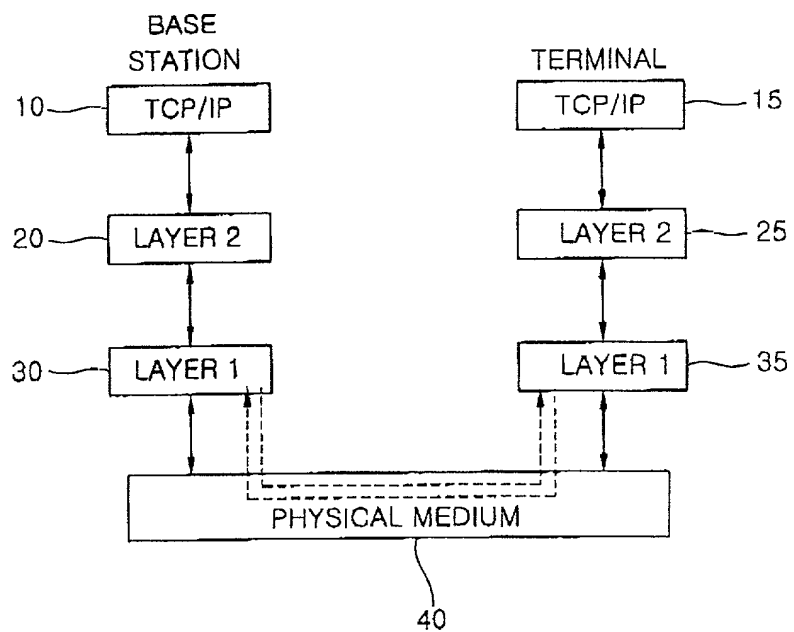 BASE
STATION
TERMINAL
10
TCP/IP
TCP/IP
15
20
LAYER 2
LAYER 2
25
30
LAYER 1
LAYER 1
35
PHYSICAL MEDIUM
40